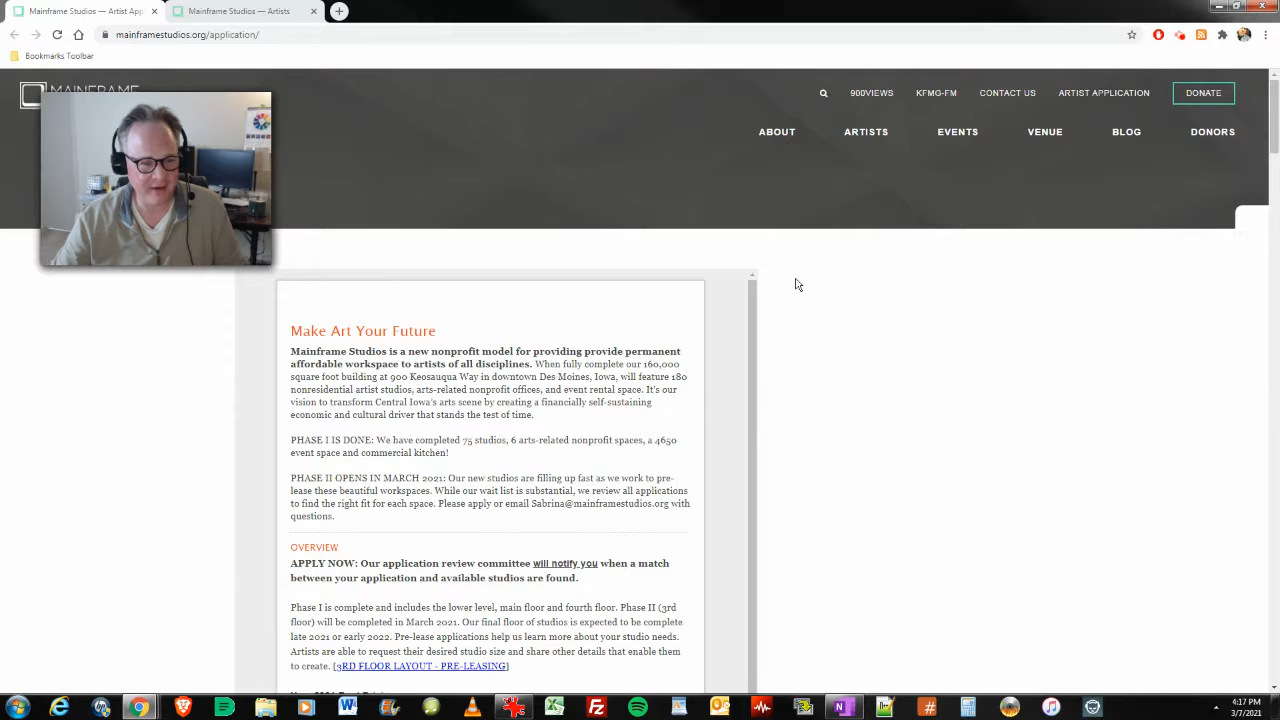 Mainframe Studios — Artist App
Mainframe Studios — Artists
mainframestudios.org/application/
Bookmarks Toolbar
MAINFRAME
900VIEWS
KFMG-FM
CONTACT US
ARTIST APPLICATION
DONATE
ABOUT
ARTISTS
EVENTS
VENUE
BLOG
DONORS
Make Art Your Future
Mainframe Studios is a new nonprofit model for providing provide permanent
affordable workspace to artists of all disciplines. When fully complete our 160,000
square foot building at 900 Keosauqua Way in downtown Des Moines, Iowa, will feature 180
nonresidential artist studios, arts-related nonprofit offices, and event rental space. It's our
vision to transform Central Iowa's arts scene by creating a financially self-sustaining
economic and cultural driver that stands the test of time.
PHASE I IS DONE: We have completed 75 studios, 6 arts-related nonprofit spaces, a 4650
event space and commercial kitchen!
PHASE II OPENS IN MARCH 2021: Our new studios are filling up fast as we work to pre-
lease these beautiful workspaces. While our wait list is substantial, we review all applications
to find the right fit for each space. Please apply or email Sabrina@mainframestudios.org with
questions.
OVERVIEW
APPLY NOW: Our application review committee will notify you when a match
between your application and available studios are found.
Phase I is complete and includes the lower level, main floor and fourth floor. Phase II (3rd
floor) will be completed in March 2021. Our final floor of studios is expected to be complete
late 2021 or early 2022. Pre-lease applications help us learn more about your studio needs.
Artists are able to request their desired studio size and share other details that enable them
to create. [3RD FLOOR LAYOUT - PRE-LEASING]
4:17 PM
3/7/2021